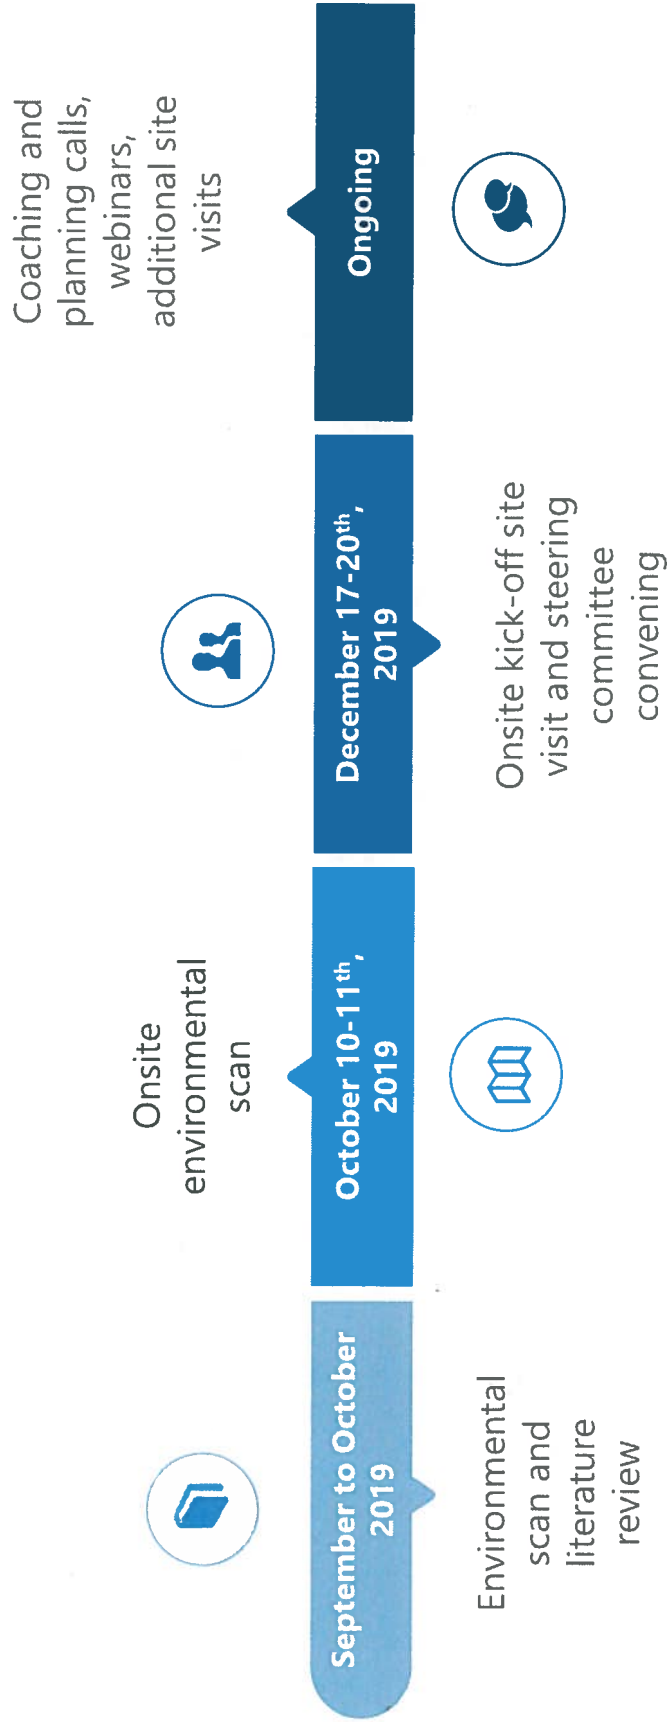 September to October
2019
Environmental
scan and
literature
review
October 10-11th,
2019
Onsite
environmental
scan
December 17-20th,
2019
Onsite kick-off site
visit and steering
committee
convening
Ongoing
Coaching and
planning calls,
webinars,
additional site
visits